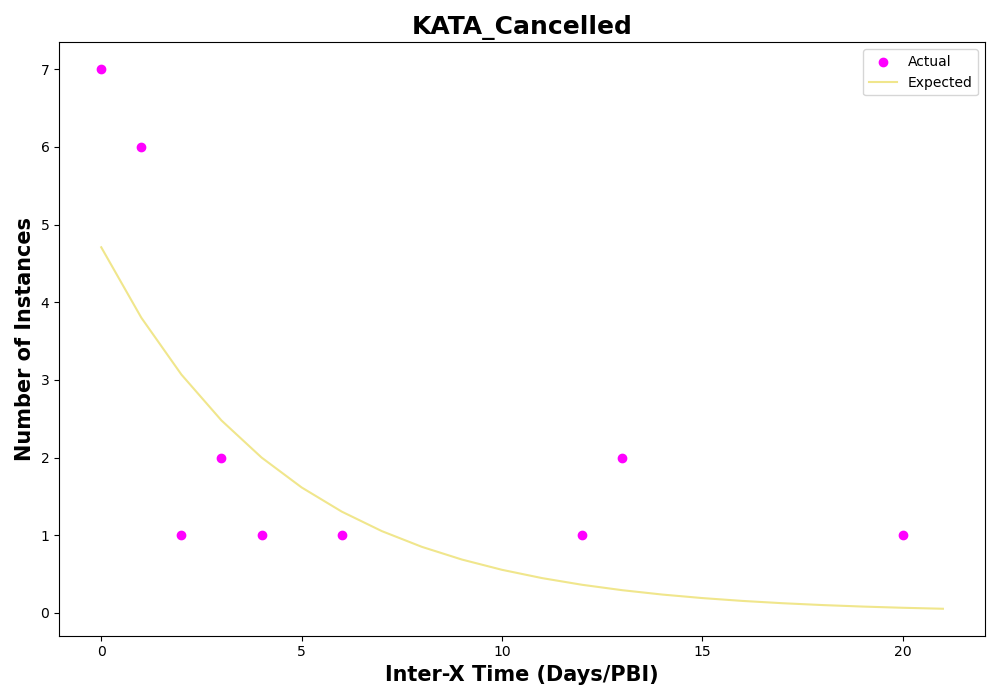 KATA_Cancelled
Actual
Expected
Number of Instances
7
6
5
4
3
2
1
0
0 5 10 15 20
Inter-X Time (Days/PBI)